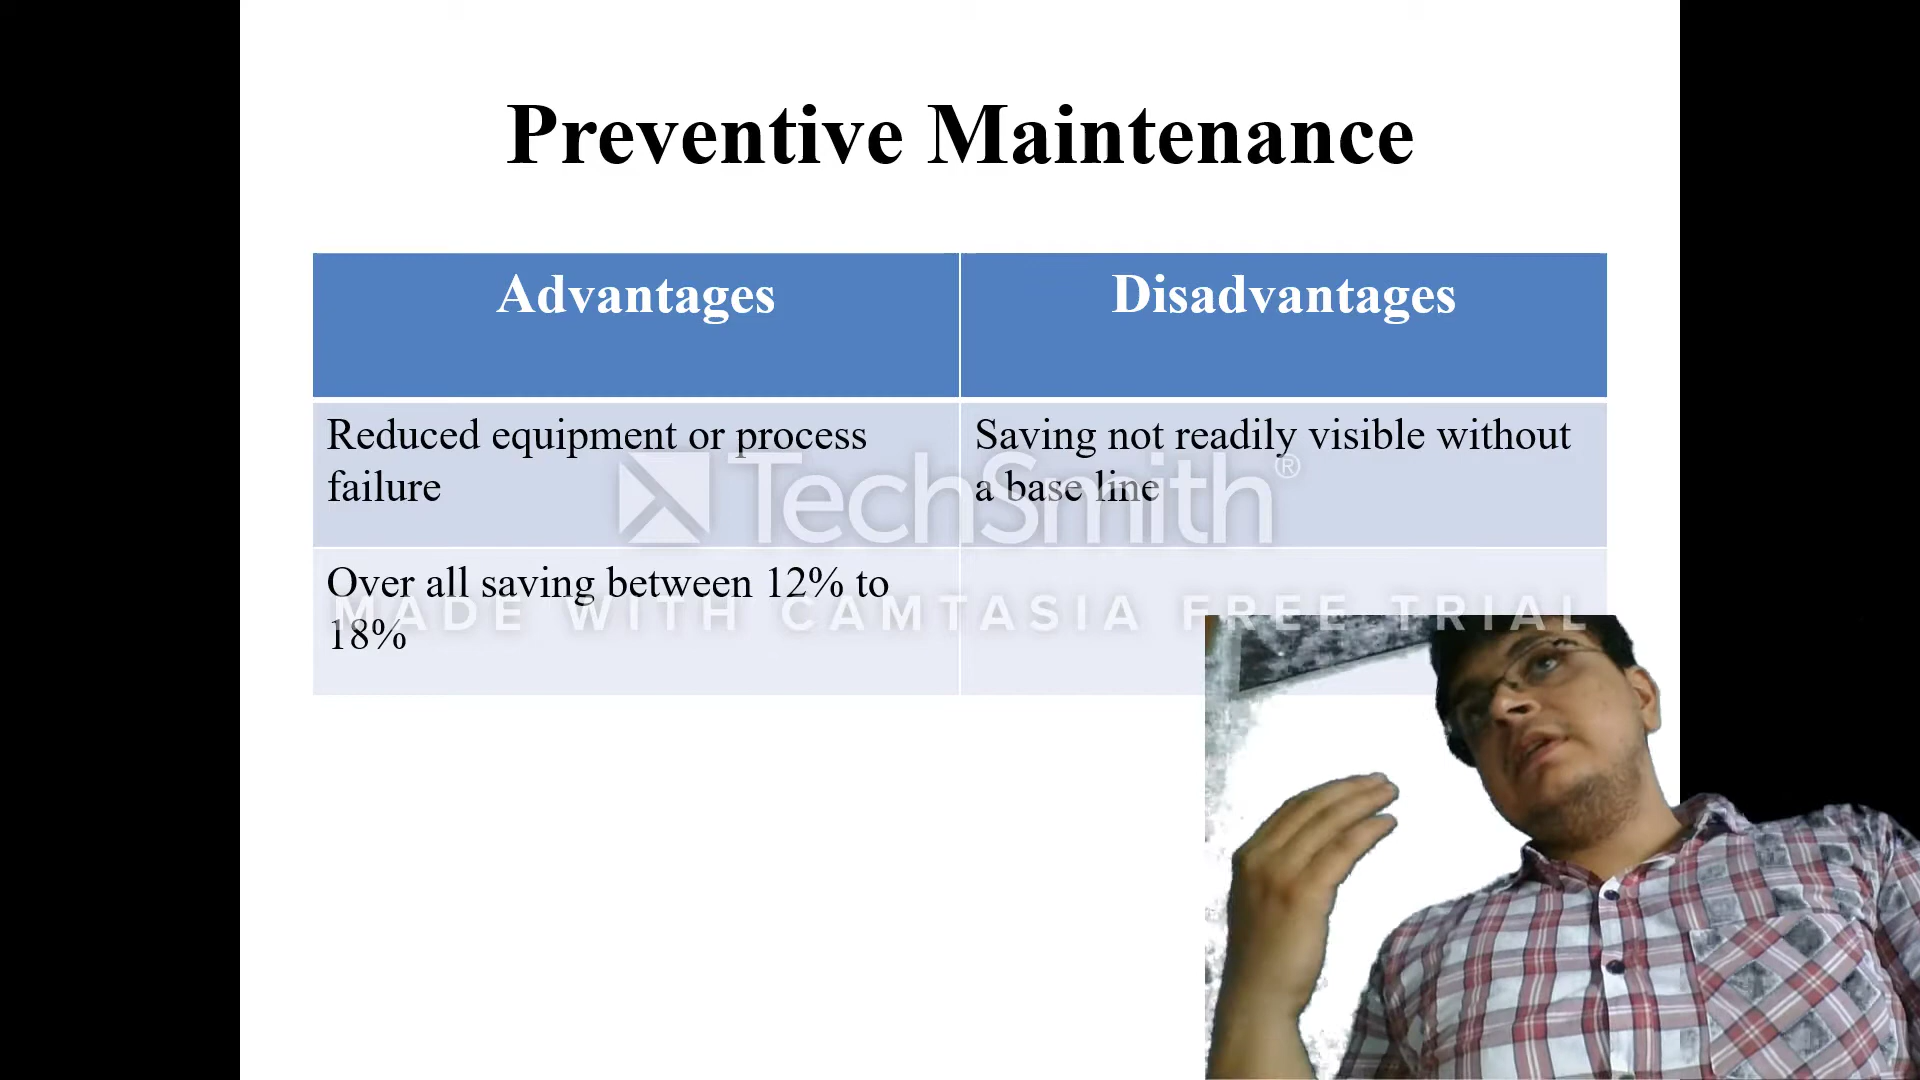 Preventive Maintenance
Advantages
Disadvantages
Reduced equipment or process
failure
Saving not readily visible without
a base line
Over all saving between 12% to
18%
TechSmith®
MADE WITH CAMTASIA FREE TRIAL